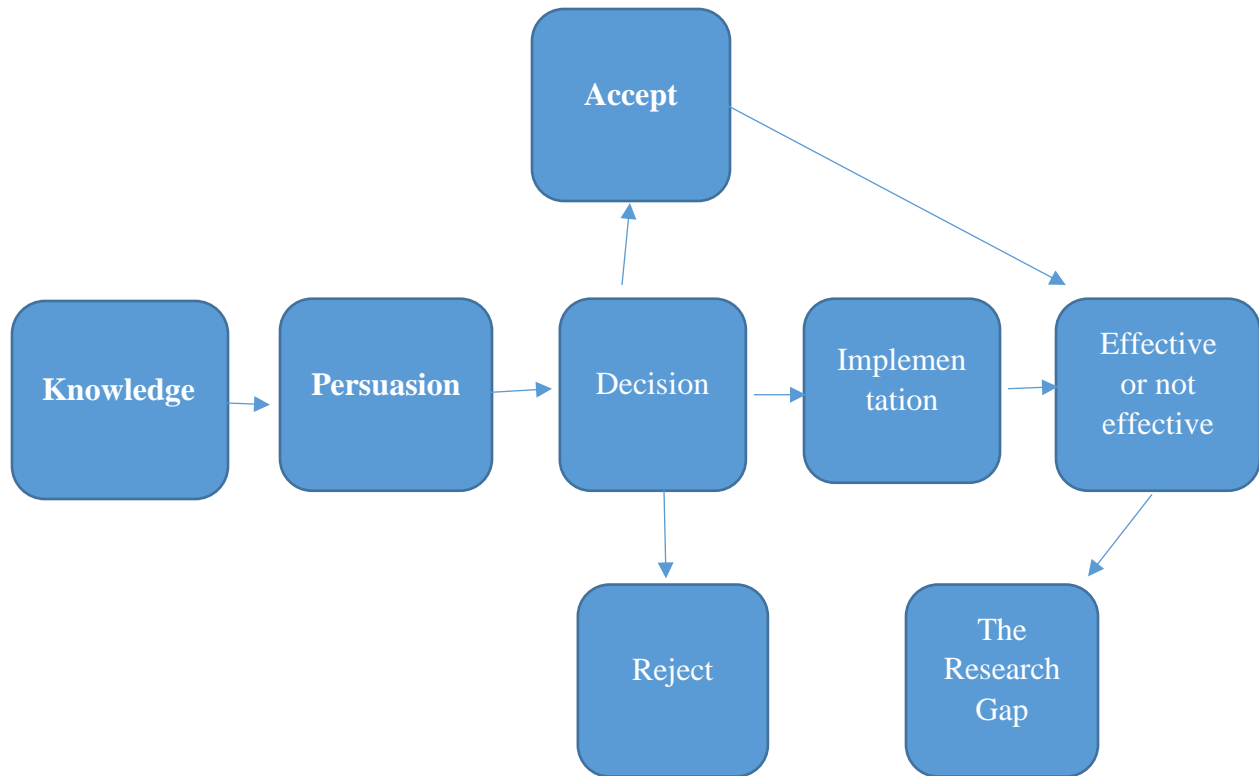 Accept
Knowledge
Persuasion
Decision
Implemen
tation
Effective
or not
effective
Reject
The
Research
Gap